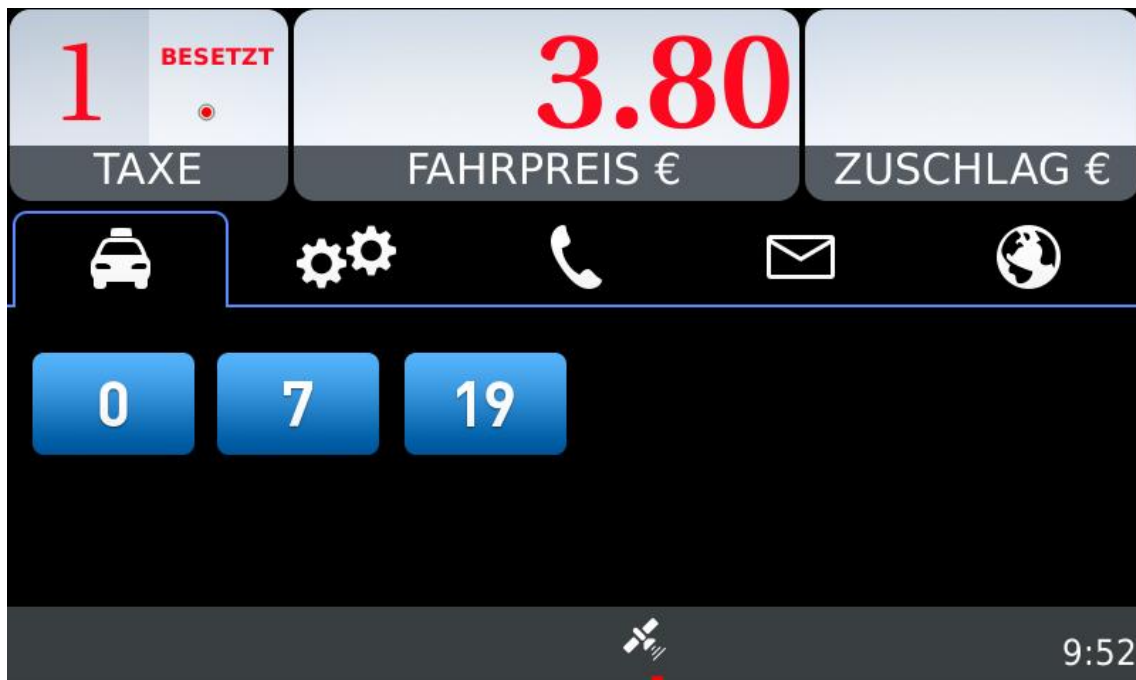 1 BESETZT 3.80
TAXE FAHRPREIS € ZUSCHLAG €
0 7 19
9:52